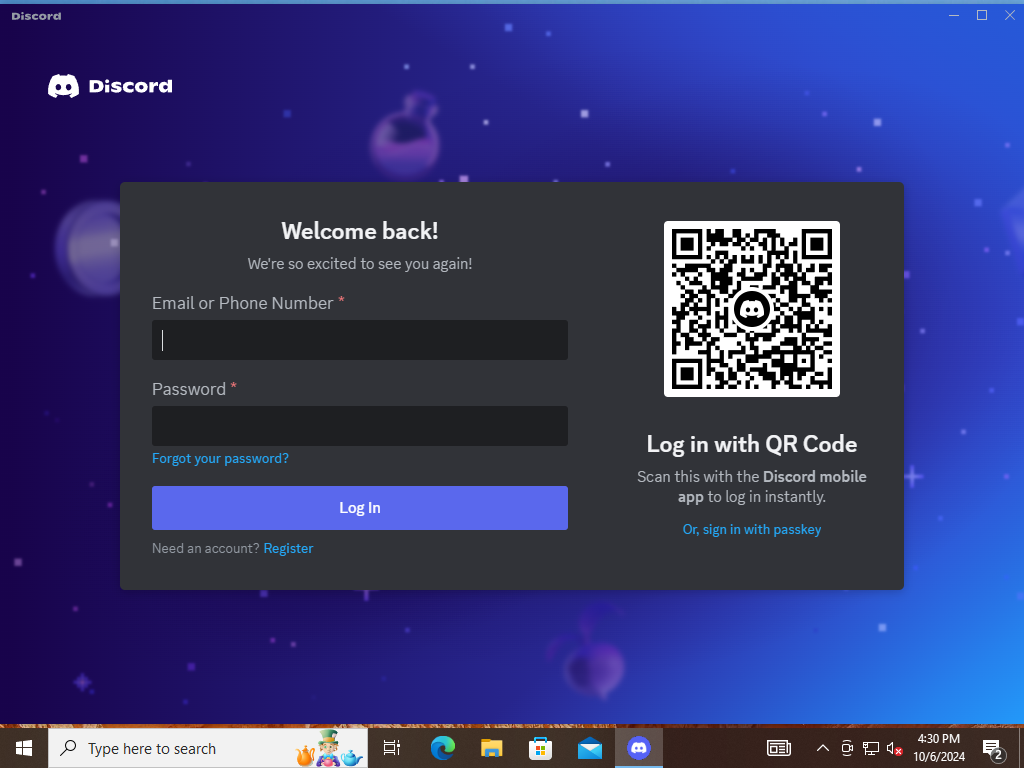 Discord
Discord
Welcome back!
We're so excited to see you again!
Email or Phone Number *
Password *
Forgot your password?
Log In
Need an account? Register
Log in with QR Code
Scan this with the Discord mobile
app to log in instantly.
Or, sign in with passkey
Type here to search
4:30 PM
10/6/2024
2